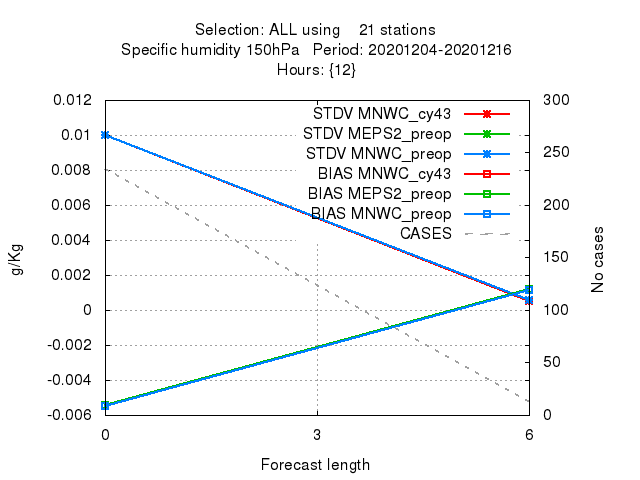 Selection: ALL using    21 stations
Specific humidity 150hPa   Period: 20201204-20201216
Hours: {12}
0.012
0.01
0.008
0.006
0.004
0.002
0
-0.002
-0.004
-0.006
g/Kg
STDV MNWC_cy43
STDV MEPS2_preop
STDV MNWC_preop
BIAS MNWC_cy43
BIAS MEPS2_preop
BIAS MNWC_preop
CASES
300
250
200
150
100
50
0
No cases
0 3 6
Forecast length